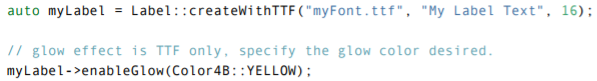 auto myLabel = Label::createWithTTF("myFont.ttf", "My Label Text", 16);
// glow effect is TTF only, specify the glow color desired.
myLabel->enableGlow(Color4B::YELLOW);